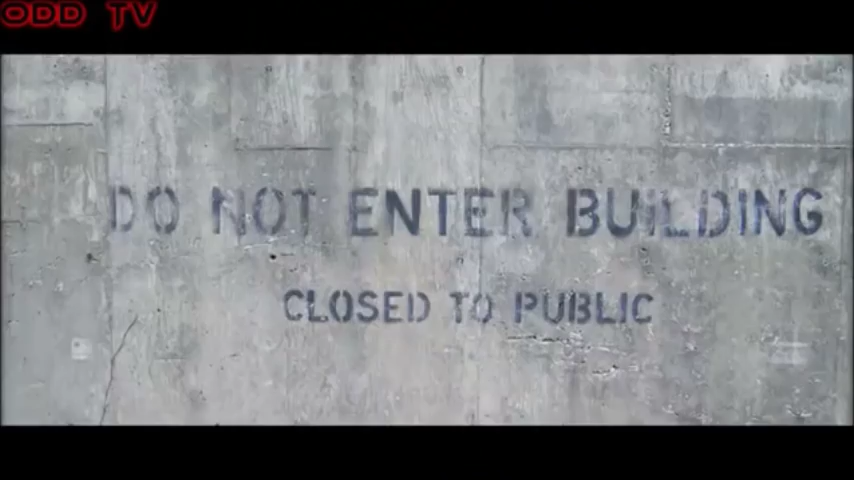 ODD TV
DO NOT ENTER BUILDING
CLOSED TO PUBLIC